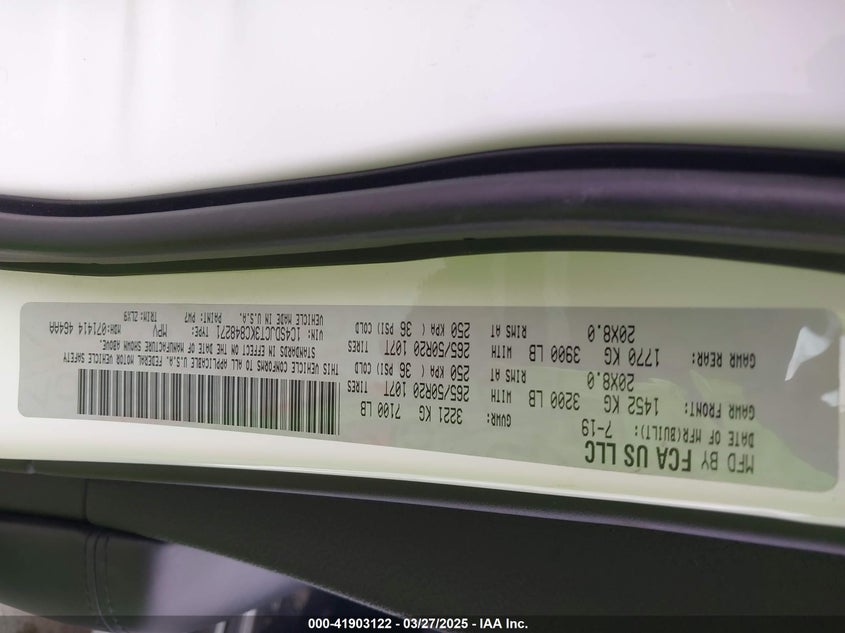 MFD BY FCA US LLC
DATE OF MFR(BUILT): 7-19
GVWR: 3221 KG 7100 LB
GAWR FRONT: 1452 KG 3200 LB WITH 265/50R20 107T TIRES
20X8.0 RIMS AT 250 KPA ( 36 PSI) COLD
GAWR REAR: 1770 KG 3900 LB WITH 265/50R20 107T TIRES
20X8.0 RIMS AT 250 KPA ( 36 PSI) COLD
THIS VEHICLE CONFORMS TO ALL APPLICABLE U.S.A. FEDERAL MOTOR VEHICLE SAFETY
STANDARDS IN EFFECT ON THE DATE OF MANUFACTURE SHOWN ABOVE.
VIN: 1C4SDJCT3KC848271 TYPE: MPV MDH:071414 464AA
VEHICLE MADE IN U.S.A. PAINT: PW7 TRIM:ZLX9
000-41903122 - 03/27/2025 - IAA Inc.